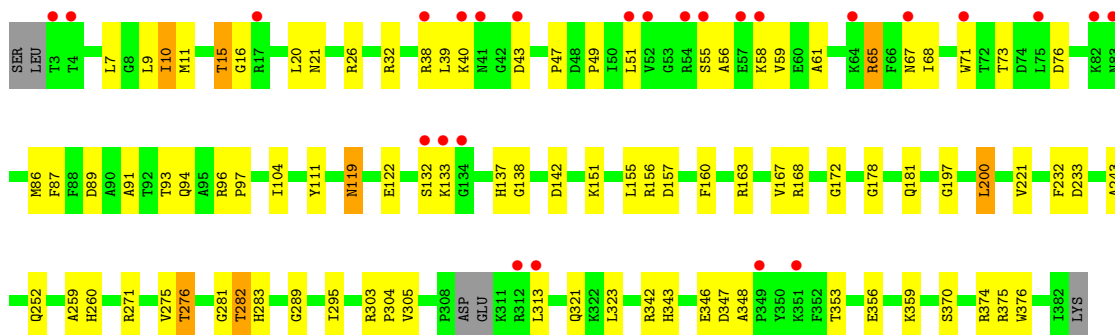 SER LEU T3 T4 L7 G8 L9 I10 M11 T15 G16 R17 L20 N21 R26 R32 R38 L39 K40 N41 G42 D43 P47 D48 P49 I50 L51 V52 G53 R54 S55 A56 E57 K58 V59 E60 A61 K64 R65 F66 N67 I68 W71 T72 T73 D74 L75 D76 K82 N83
M86 F87 F88 D89 A90 A91 T92 T93 Q94 A95 R96 P97 I104 Y111 N119 E122 S132 K133 G134 H137 G138 D142 K151 L155 R156 D157 F160 R163 V167 R168 G172 G178 Q181 G197 L200 V221 F232 D233 A243
Q252 A259 H260 R271 V275 T276 G281 T282 H283 G289 I295 R303 P304 V305 P308 ASP GLU K311 R312 L313 Q321 K322 L323 R342 H343 E346 D347 A348 P349 Y350 K351 F352 T353 E356 K359 S370 R374 R375 W376 I382 LYS